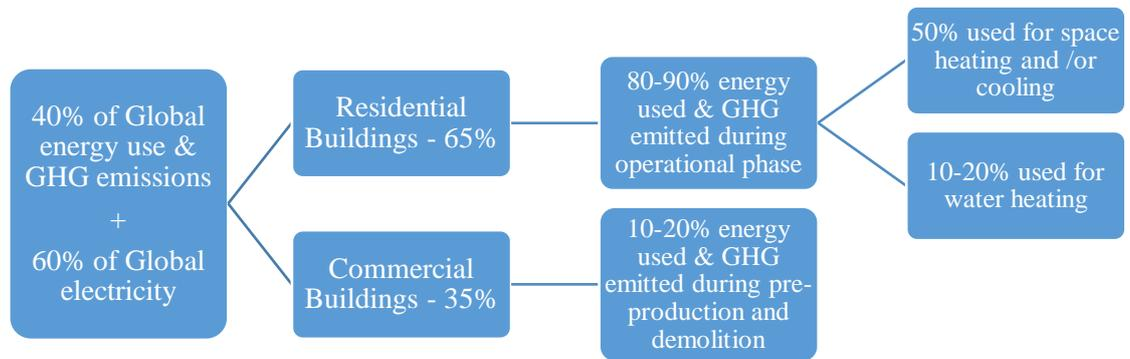 40% of Global
energy use &
GHG emissions
+
60% of Global
electricity
Residential
Buildings - 65%
Commercial
Buildings - 35%
80-90% energy
used & GHG
emitted during
operational phase
10-20% energy
used & GHG
emitted during pre-
production and
demolition
50% used for space
heating and /or
cooling
10-20% used for
water heating